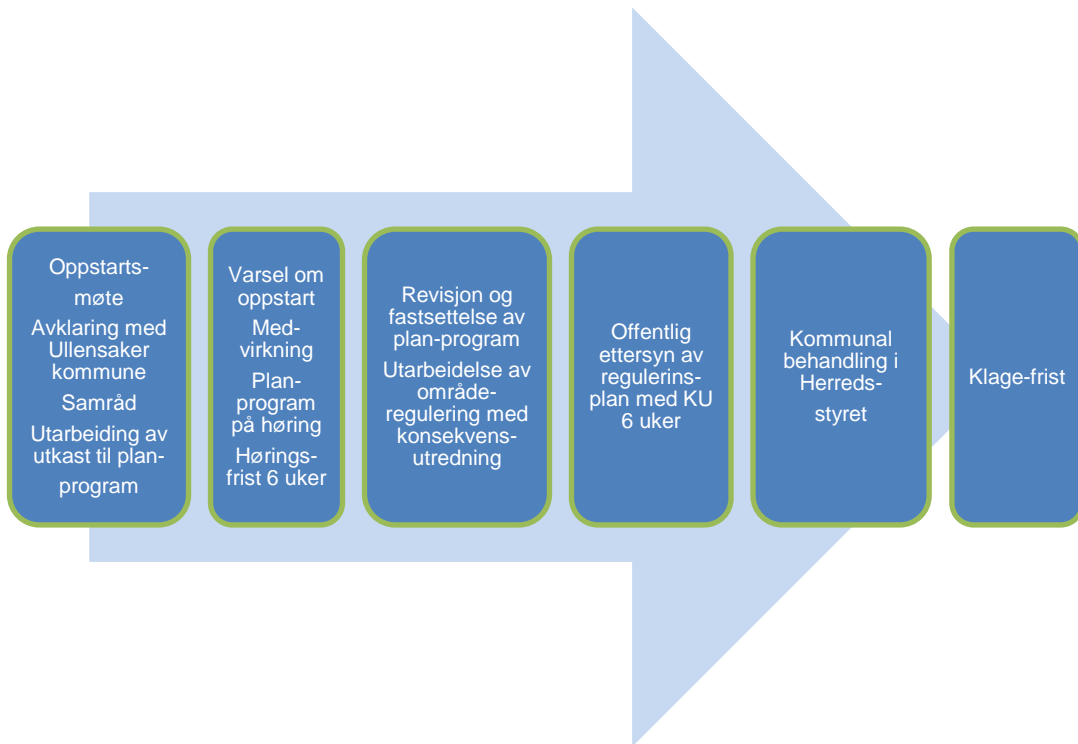 Oppstarts-
møte
Avklaring med
Ullensaker
kommune
Samråd
Utarbeiding av
utkast til plan-
program
Varsel om
oppstart
Med-
virkning
Plan-
program
på høring
Hørings-
frist 6 uker
Revisjon og
fastsettelse av
plan-program
Utarbeidelse av
område-
regulering med
konsekvens-
utredning
Offentlig
ettersyn av
regulerins-
plan med KU
6 uker
Kommunal
behandling i
Herreds-
styret
Klage-frist